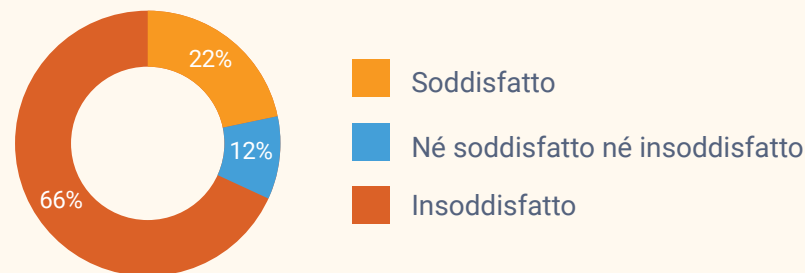 22%
12%
66%
Soddisfatto
Né soddisfatto né insoddisfatto
Insoddisfatto